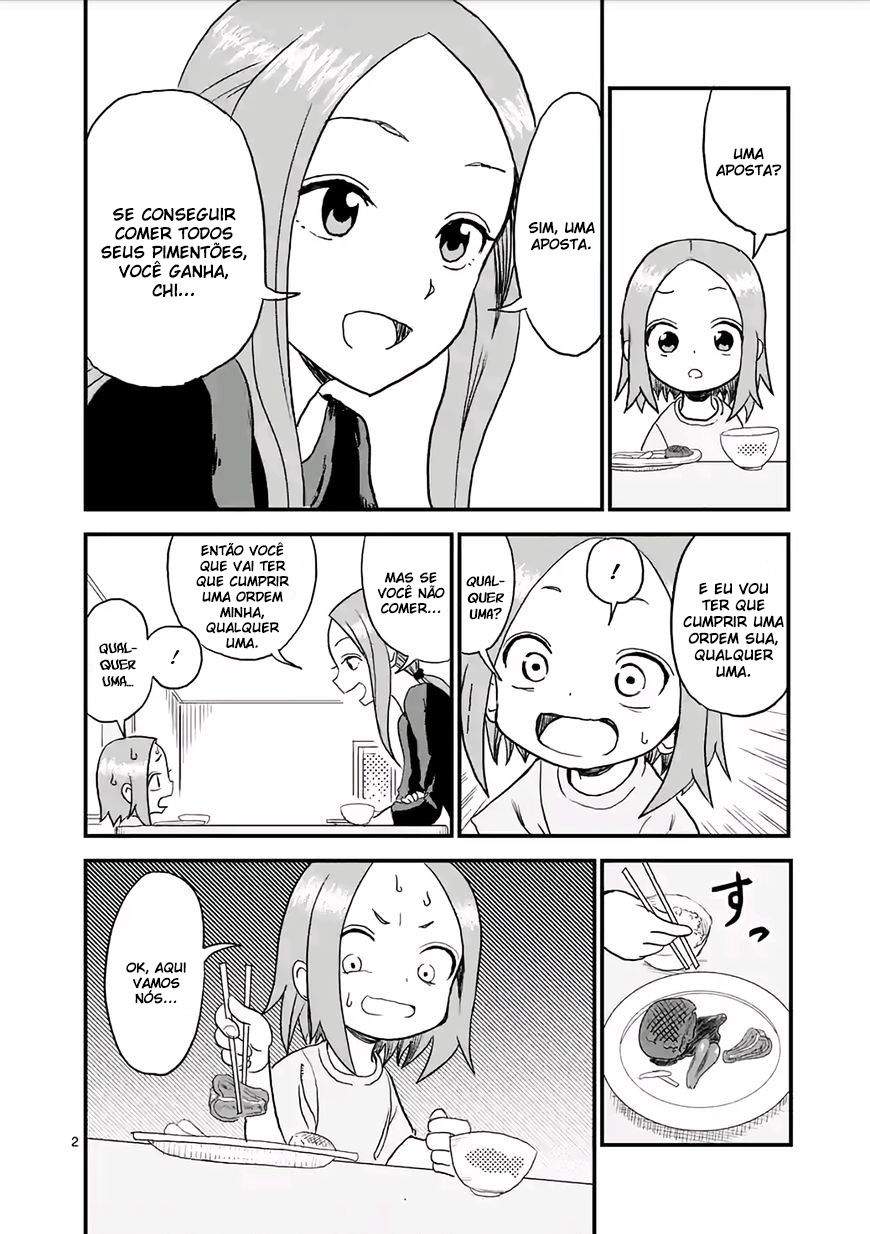 UMA
APOSTA?
SIM, UMA
APOSTA.
SE CONSEGUIR
COMER TODOS
SEUS PIMENTÕES,
VOCÊ GANHA,
CHI...
E EU VOU
TER QUE
CUMPRIR UMA
ORDEM SUA,
QUALQUER
UMA.
!
QUAL-
QUER
UMA?
MAS SE
VOCÊ NÃO
COMER...
ENTÃO VOCÊ
QUE VAI TER
QUE CUMPRIR
UMA ORDEM
MINHA,
QUALQUER
UMA.
!
QUAL-
QUER
UMA...
すっ
OK, AQUI
VAMOS
NÓS...
2